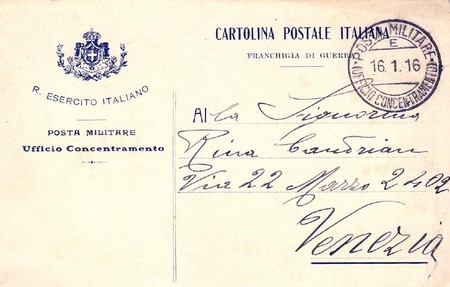 CARTOLINA POSTALE ITALIANA
FRANCHIGIA DI GUERRA
POSTA MILITARE
E
16.1.16
UFFICIO CONCENTRAMENTO
R. ESERCITO ITALIANO
POSTA MILITARE
Ufficio Concentramento
Alla Signorina
Rina
Via 22 Marzo 2402
Venezia